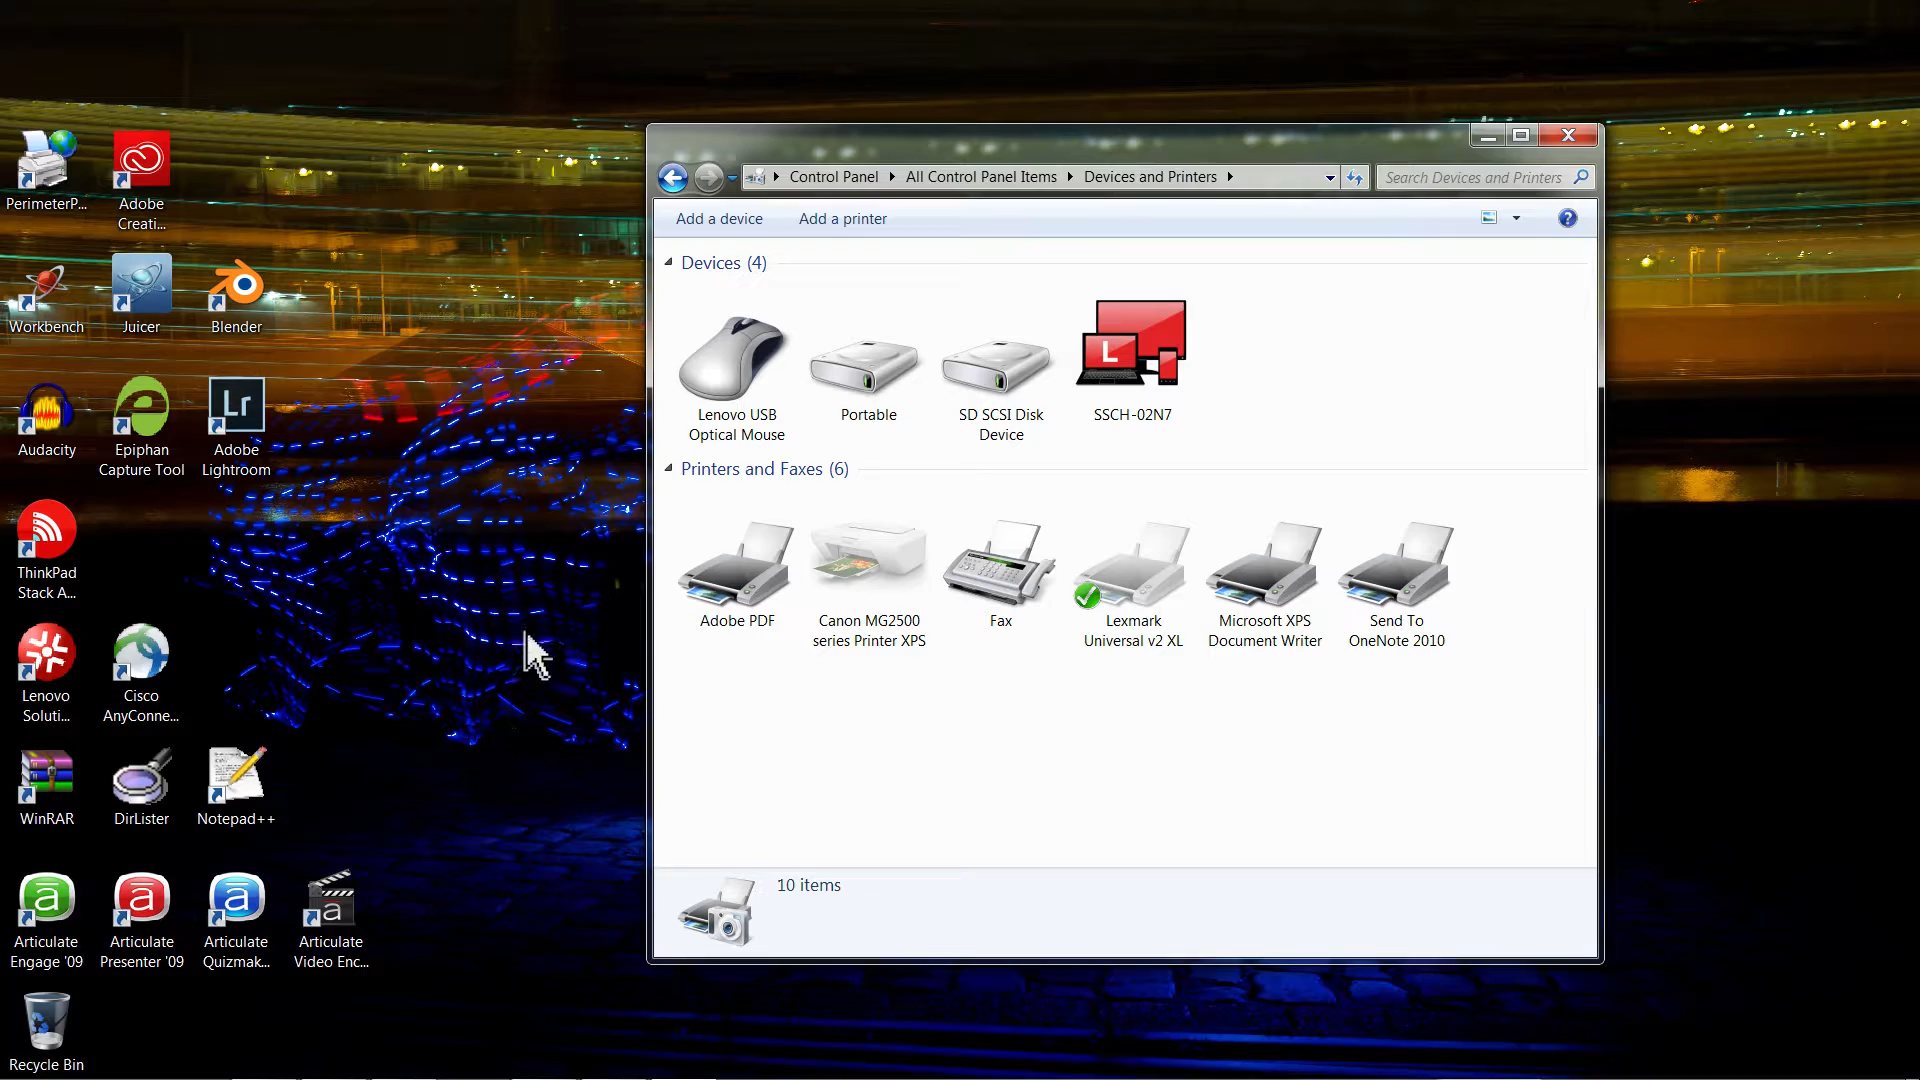 PerimeterP...
Adobe
Creati...
Workbench
Juicer
Blender
Audacity
Epiphan
Capture Tool
Lr
Adobe
Lightroom
ThinkPad
Stack A...
Lenovo
Soluti...
Cisco
AnyConne...
WinRAR
DirLister
Notepad++
Articulate
Engage '09
Articulate
Presenter '09
Articulate
Quizmak...
Articulate
Video Enc...
Recycle Bin
Control Panel
All Control Panel Items
Devices and Printers
Search Devices and Printers
Add a device
Add a printer
Devices (4)
Lenovo USB
Optical Mouse
Portable
SD SCSI Disk
Device
L
SSCH-02N7
Printers and Faxes (6)
Adobe PDF
Canon MG2500
series Printer XPS
Fax
Lexmark
Universal v2 XL
Microsoft XPS
Document Writer
Send To
OneNote 2010
10 items